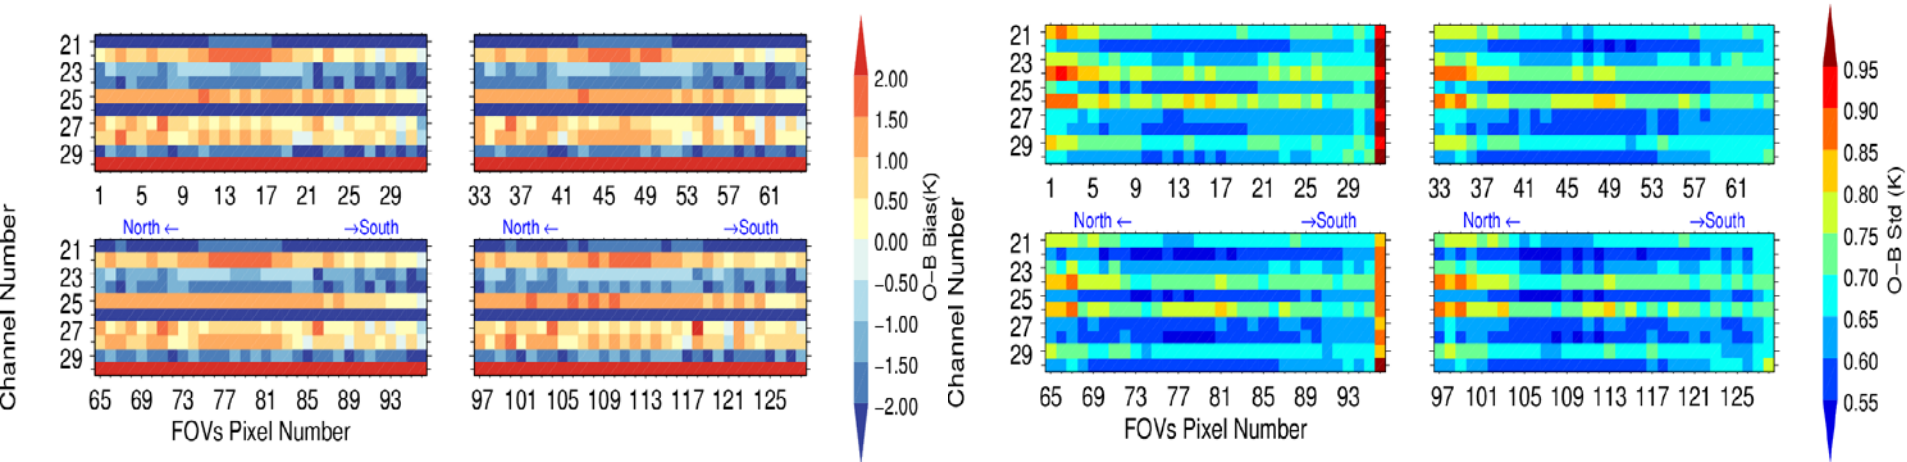 21
23
25
27
29
1 5 9 13 17 21 25 29
33 37 41 45 49 53 57 61
North ← →South
North ← →South
21
23
25
27
29
65 69 73 77 81 85 89 93
97 101 105 109 113 117 121 125
FOVs Pixel Number
Channel Number
2.00
1.50
1.00
0.50
0.00
−0.50
−1.00
−1.50
−2.00
O−B Bias(K)
Channel Number
21
23
25
27
29
1 5 9 13 17 21 25 29
33 37 41 45 49 53 57 61
North ← →South
North ← →South
21
23
25
27
29
65 69 73 77 81 85 89 93
97 101 105 109 113 117 121 125
FOVs Pixel Number
0.95
0.90
0.85
0.80
0.75
0.70
0.65
0.60
0.55
O−B Std (K)